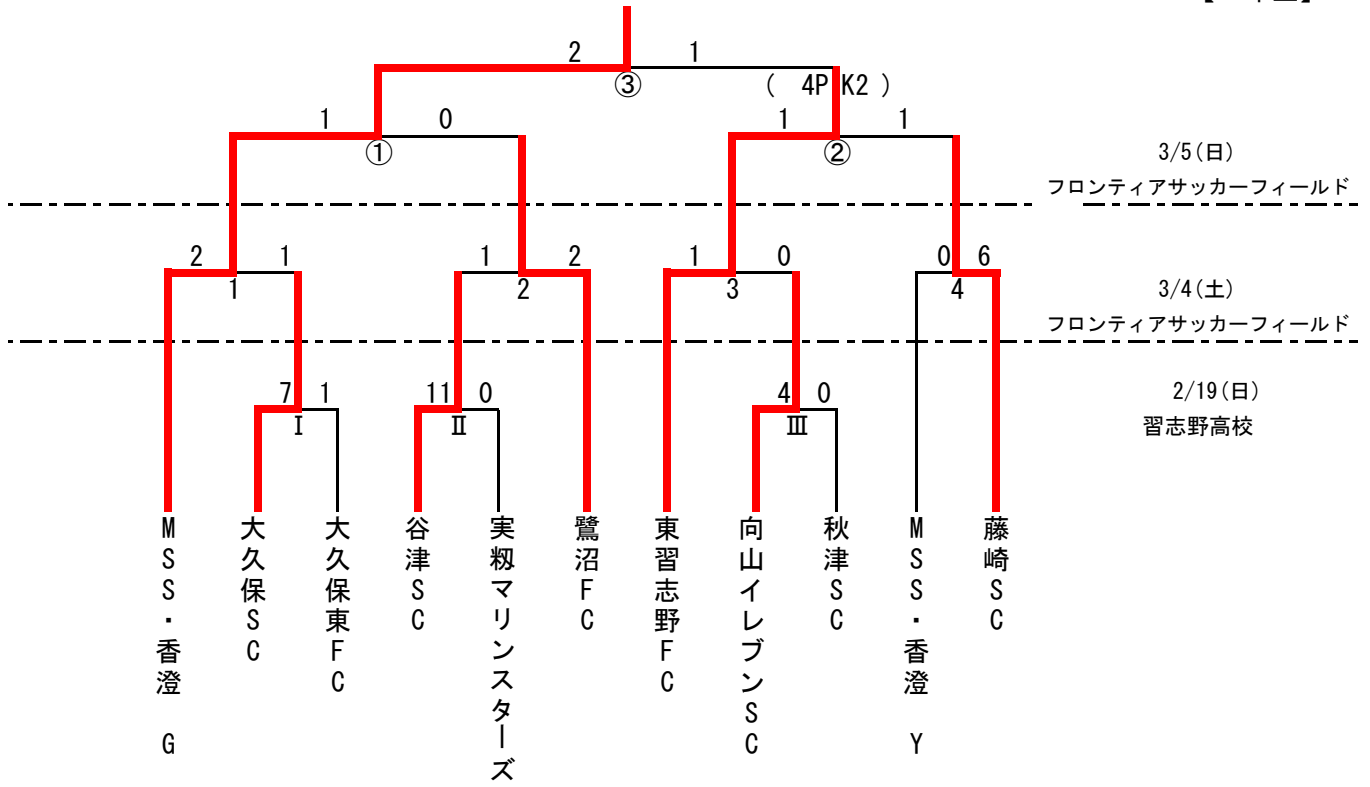 2 1
③ ( 4P K2 )
1 0 1 1
① ②
3/5(日)
フロンティアサッカーフィールド
2 1 1 2 1 0 0 6
1 2 3 4
3/4(土)
フロンティアサッカーフィールド
7 1 11 0 4 0
Ⅰ Ⅱ Ⅲ
2/19(日)
習志野高校
MSS・香澄 G
大久保SC
大久保東FC
谷津SC
実籾マリンスターズ
鷺沼FC
東習志野FC
向山イレブンSC
秋津SC
MSS・香澄 Y
藤崎SC